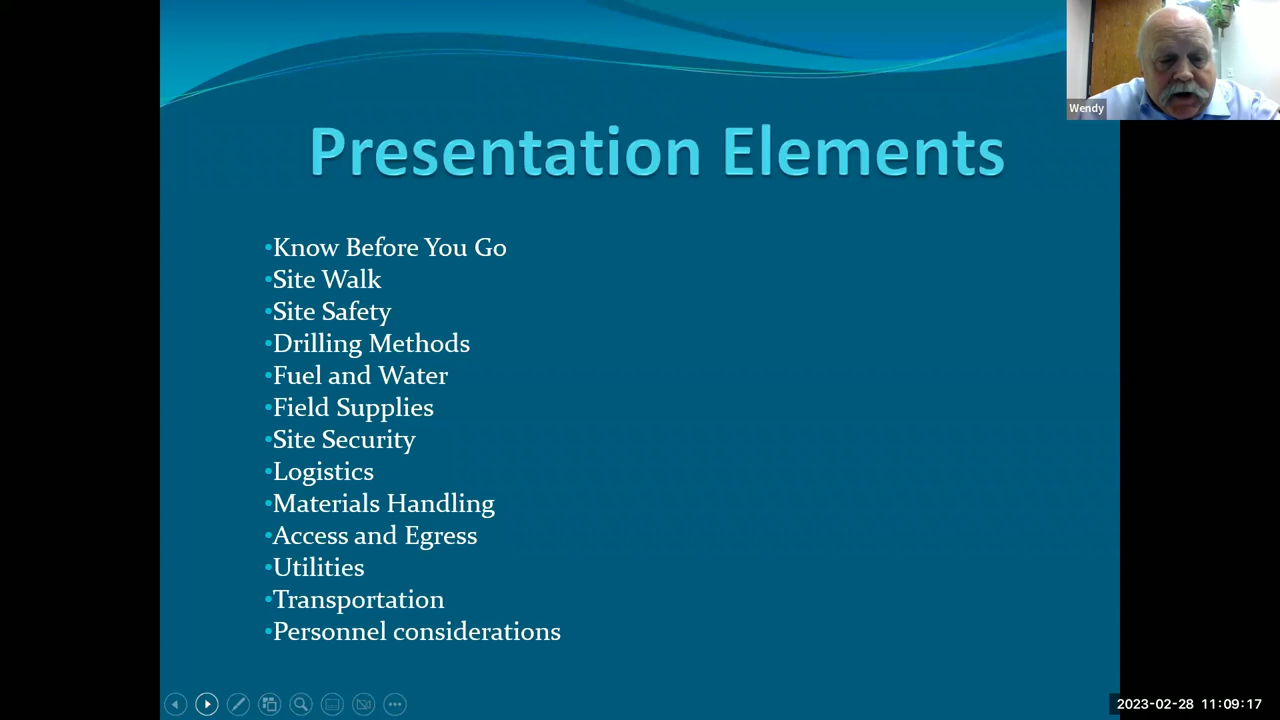 Wendy
Presentation Elements
•Know Before You Go
•Site Walk
•Site Safety
•Drilling Methods
•Fuel and Water
•Field Supplies
•Site Security
•Logistics
•Materials Handling
•Access and Egress
•Utilities
•Transportation
•Personnel considerations
2023-02-28 11:09:17